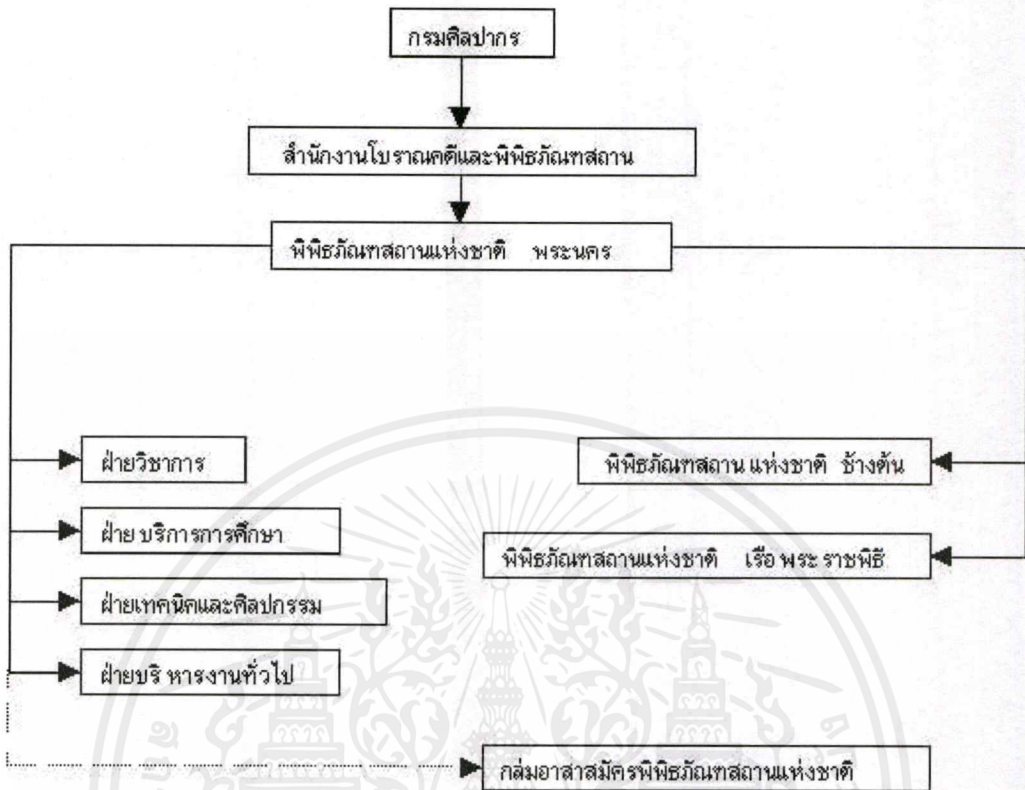 กรมศิลปากร
สำนักงานโบราณคดีและพิพิธภัณฑสถาน
พิพิธภัณฑสถานแห่งชาติ พระนคร
ฝ่ายวิชาการ
พิพิธภัณฑสถาน แห่งชาติ ช้างต้น
ฝ่าย บริการการศึกษา
พิพิธภัณฑสถานแห่งชาติ เรือ พระ ราชพิธี
ฝ่ายเทคนิคและศิลปกรรม
ฝ่ายบริ หารงานทั่วไป
กลุ่มอาสาสมัครพิพิธภัณฑสถานแห่งชาติ